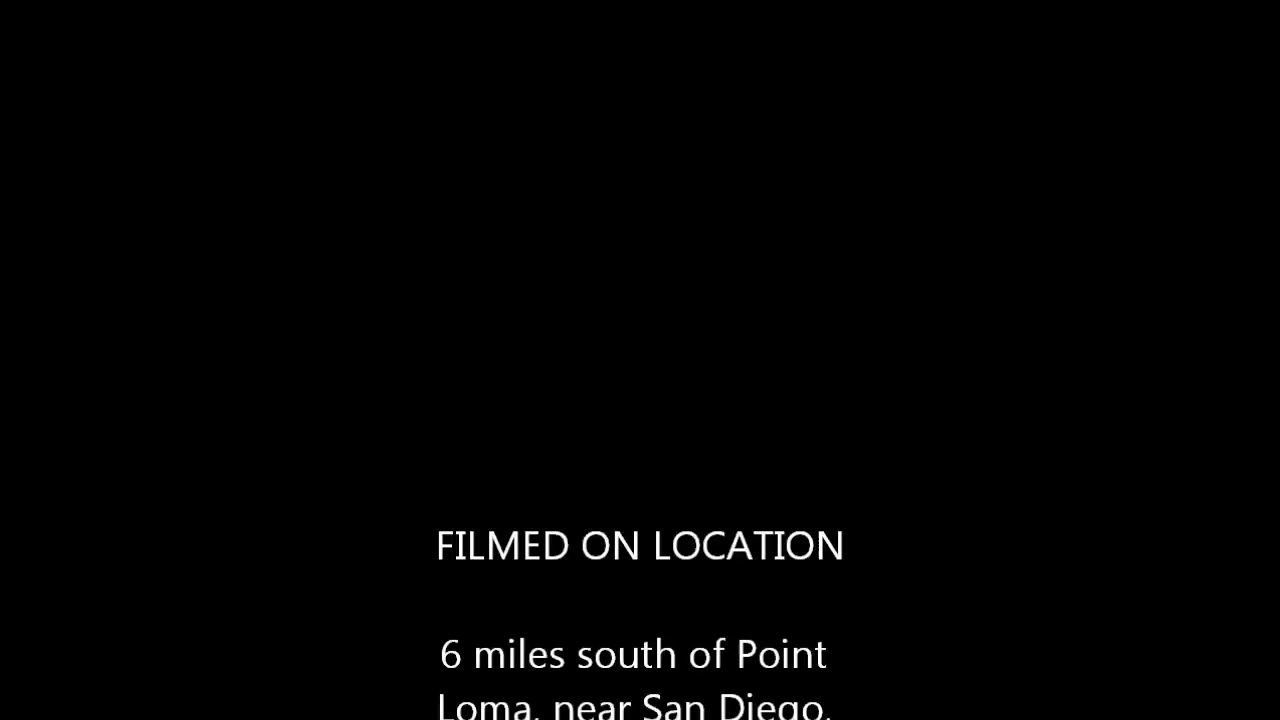 FILMED ON LOCATION
6 miles south of Point
Loma, near San Diego,